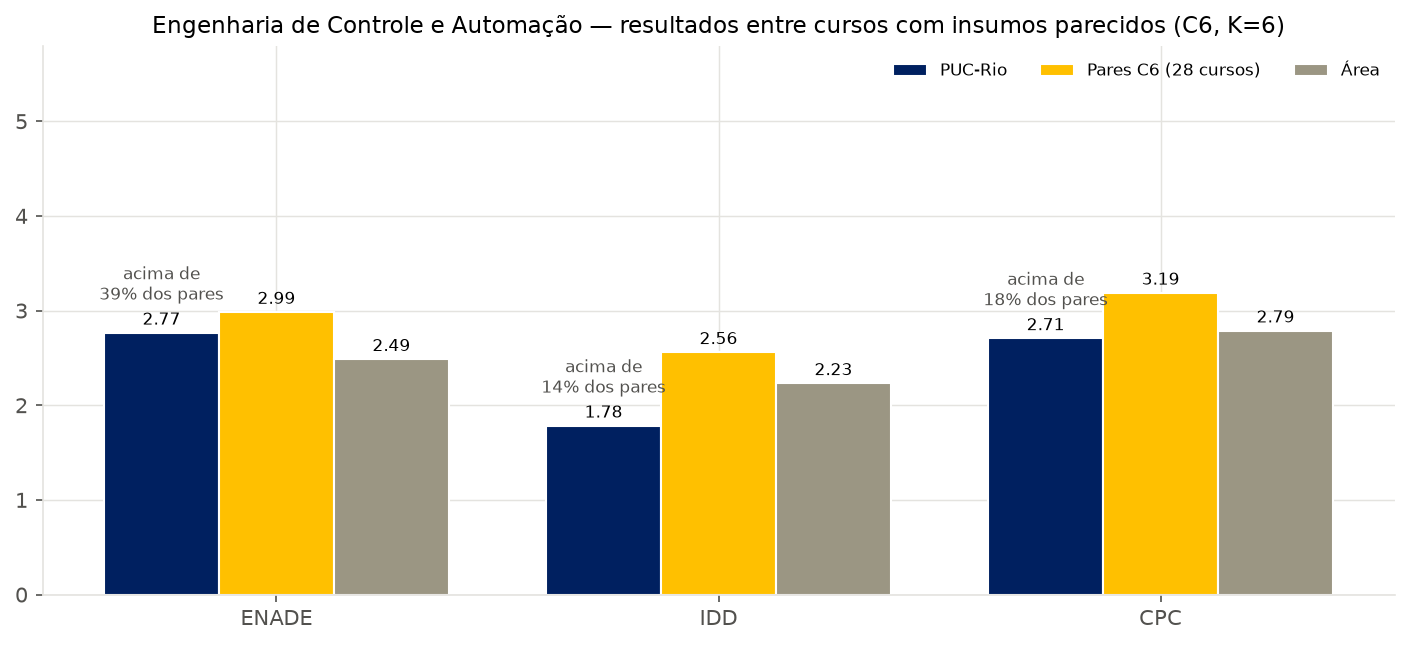 Engenharia de Controle e Automação — resultados entre cursos com insumos parecidos (C6, K=6)
PUC-Rio
Pares C6 (28 cursos)
Área
5
4
3
2
1
0
acima de
39% dos pares
2.77
2.99
2.49
acima de
14% dos pares
1.78
2.56
2.23
acima de
18% dos pares
2.71
3.19
2.79
ENADE
IDD
CPC